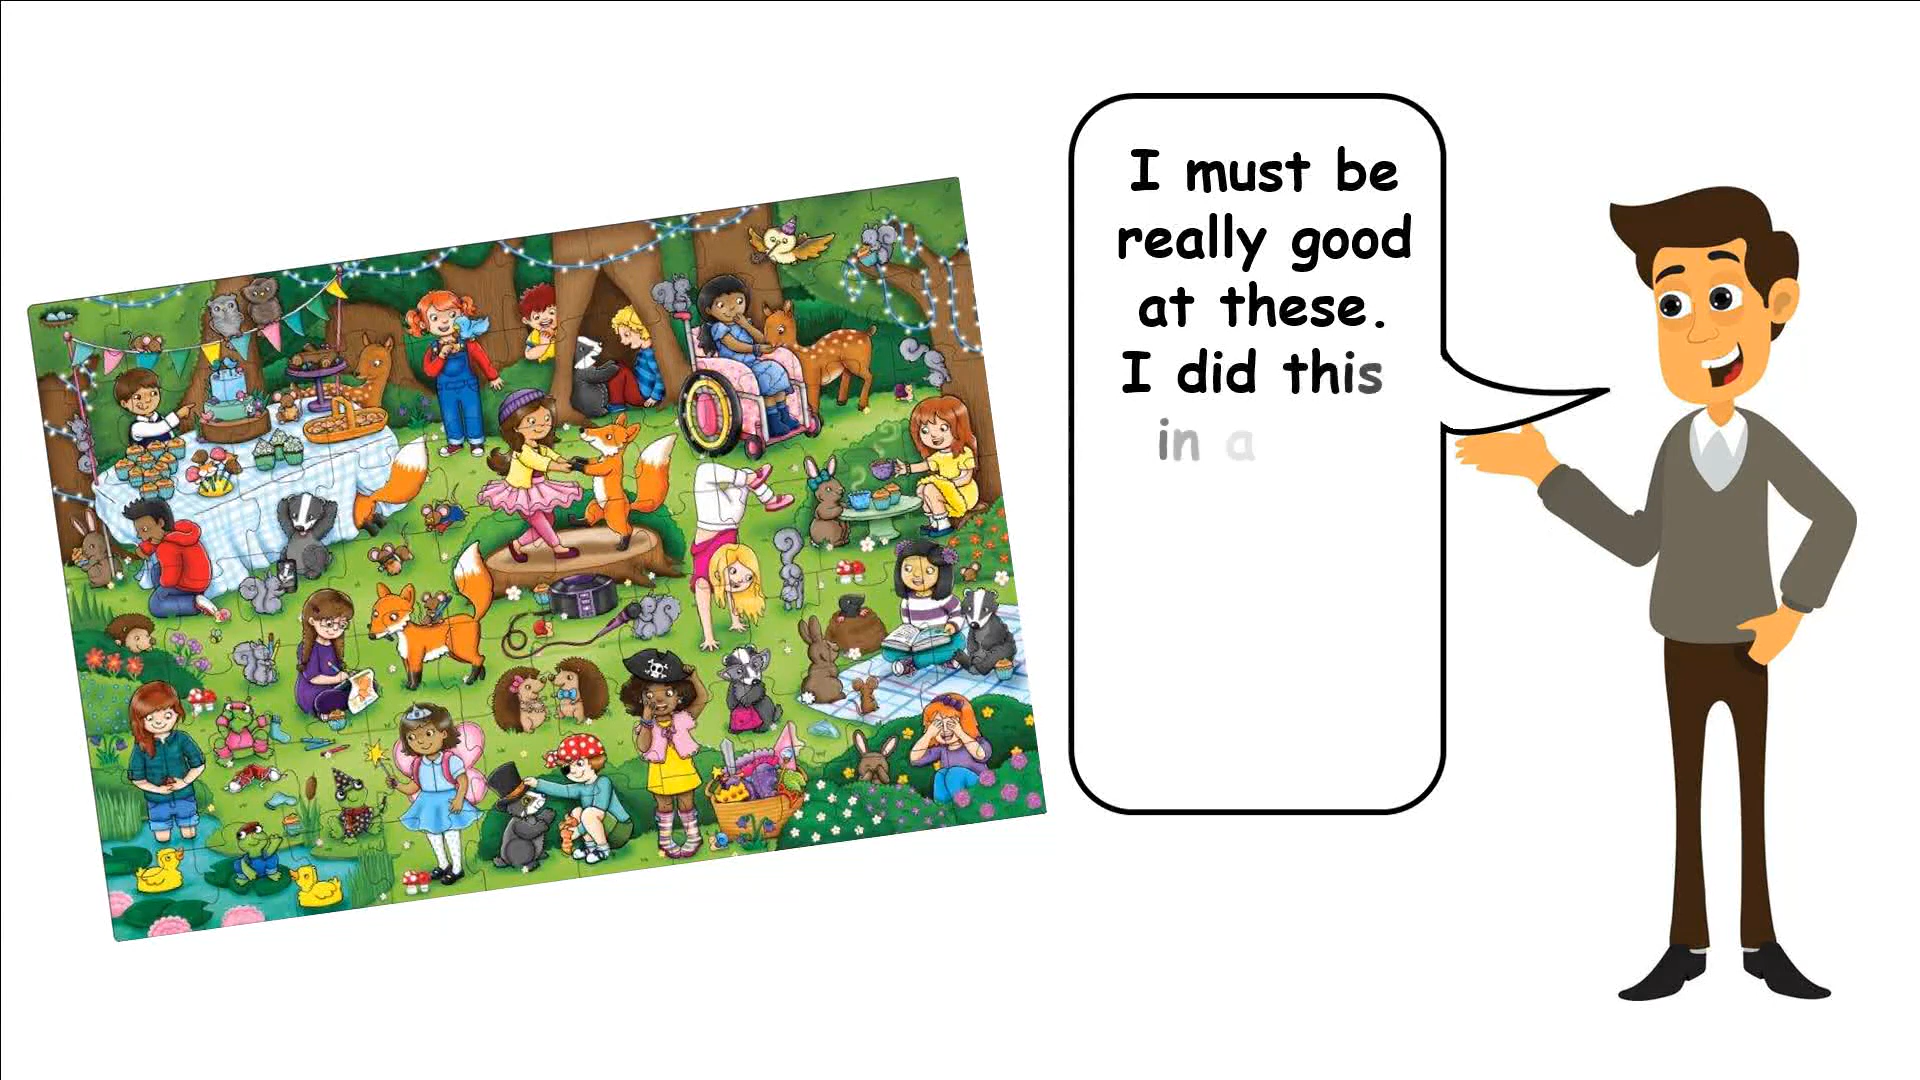 I must be
really good
at these.
I did this
in a